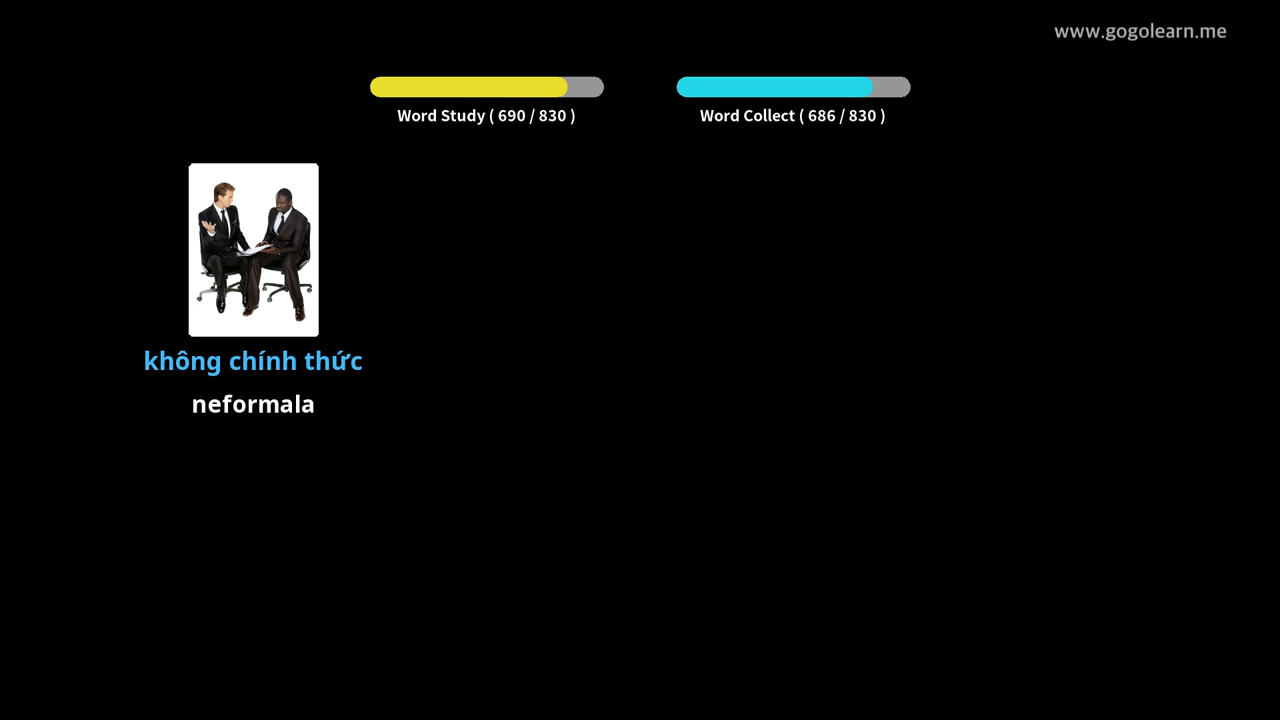 www.gogolearn.me
Word Study ( 690 / 830 )
Word Collect ( 686 / 830 )
không chính thức
neformala